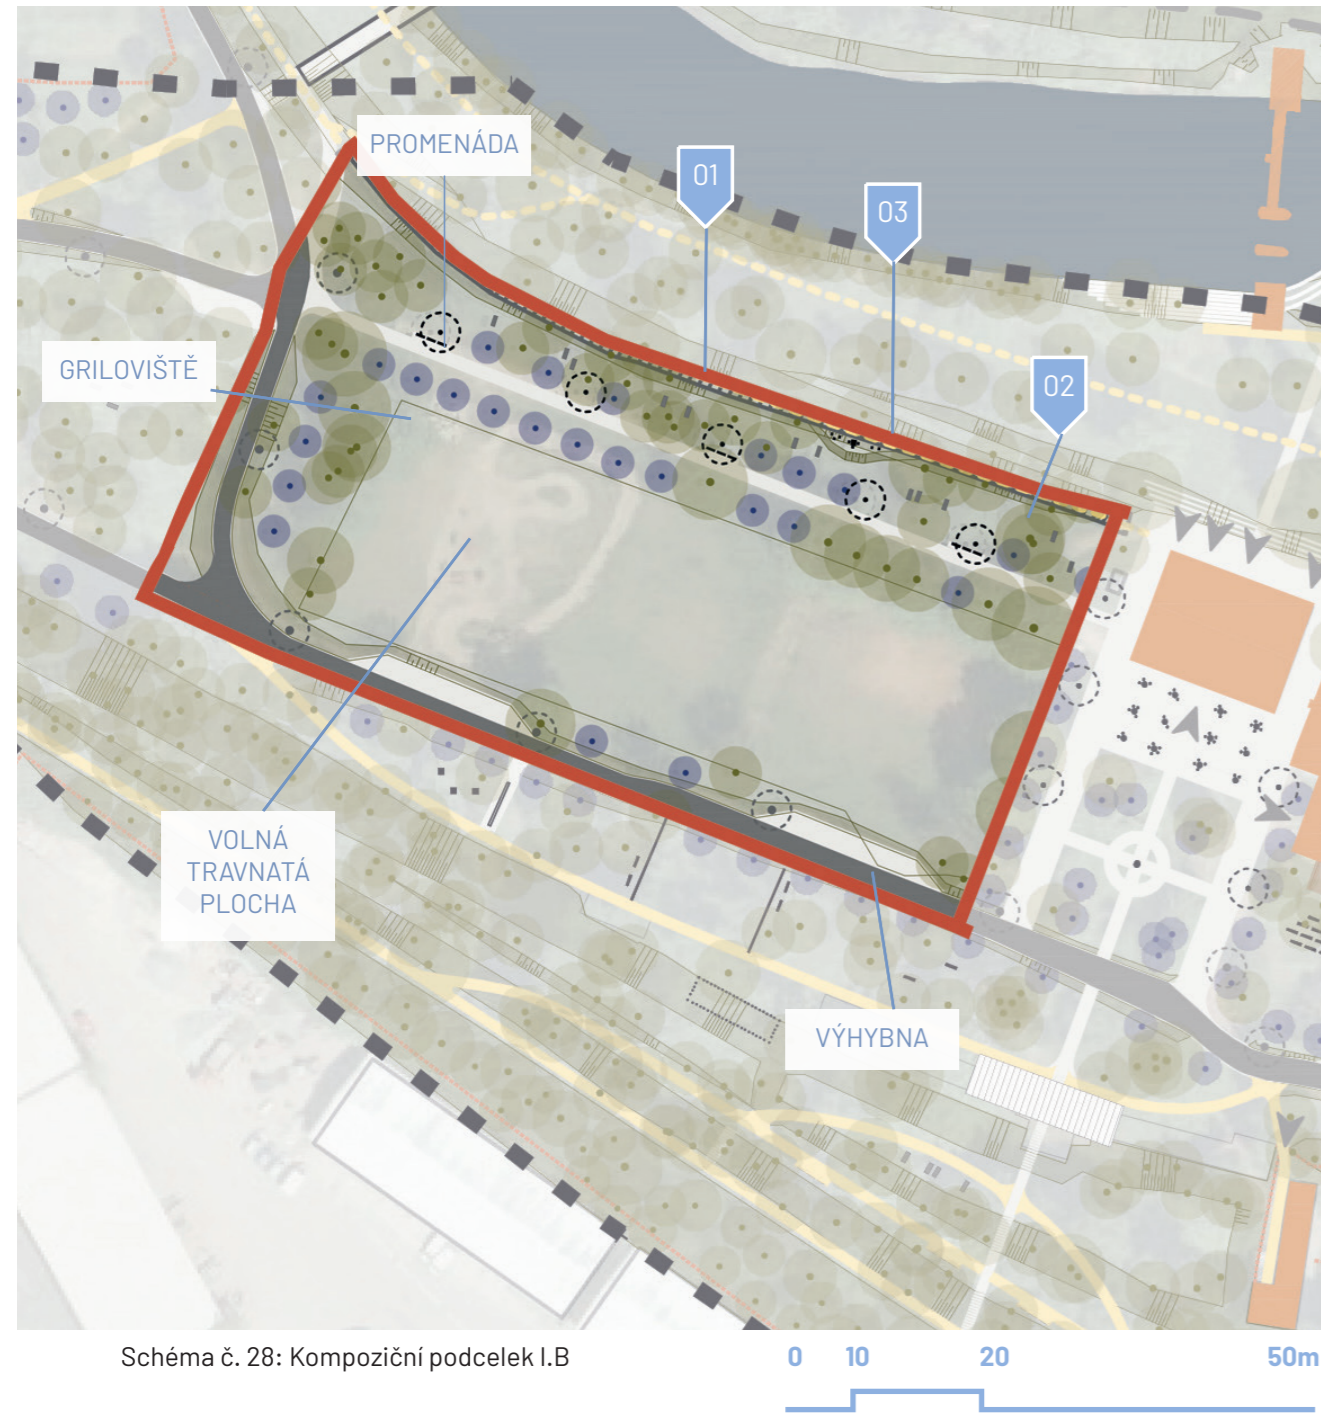 PROMENÁDA
01
03
GRILOVIŠTĚ
02
VOLNÁ
TRAVNATÁ
PLOCHA
VÝHYBNA
Schéma č. 28: Kompoziční podcelek I.B
0 10 20 50m